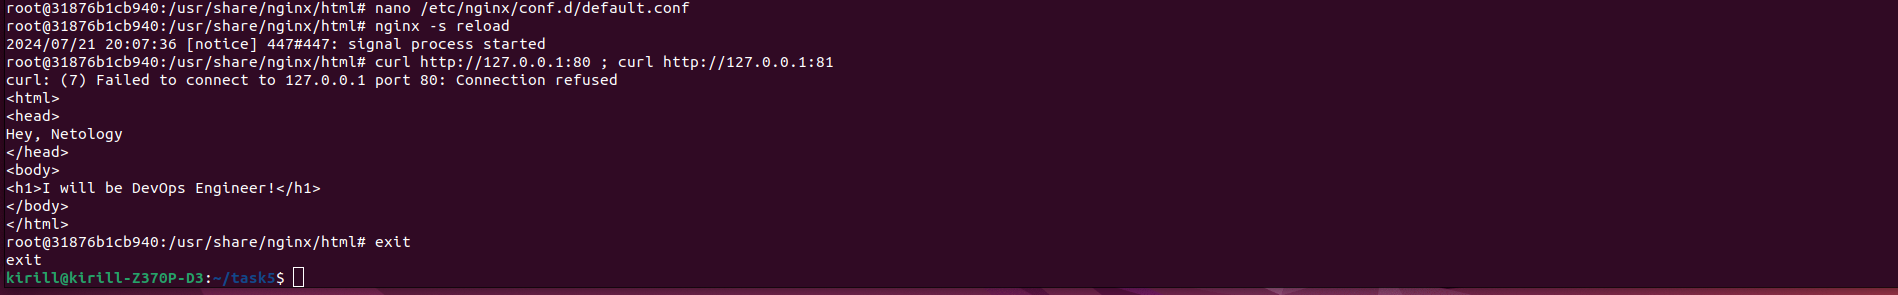 root@31876b1cb940:/usr/share/nginx/html# nano /etc/nginx/conf.d/default.conf
root@31876b1cb940:/usr/share/nginx/html# nginx -s reload
2024/07/21 20:07:36 [notice] 447#447: signal process started
root@31876b1cb940:/usr/share/nginx/html# curl http://127.0.0.1:80 ; curl http://127.0.0.1:81
curl: (7) Failed to connect to 127.0.0.1 port 80: Connection refused
<html>
<head>
Hey, Netology
</head>
<body>
<h1>I will be DevOps Engineer!</h1>
</body>
</html>
root@31876b1cb940:/usr/share/nginx/html# exit
exit
kirill@kirill-Z370P-D3:~/task5$